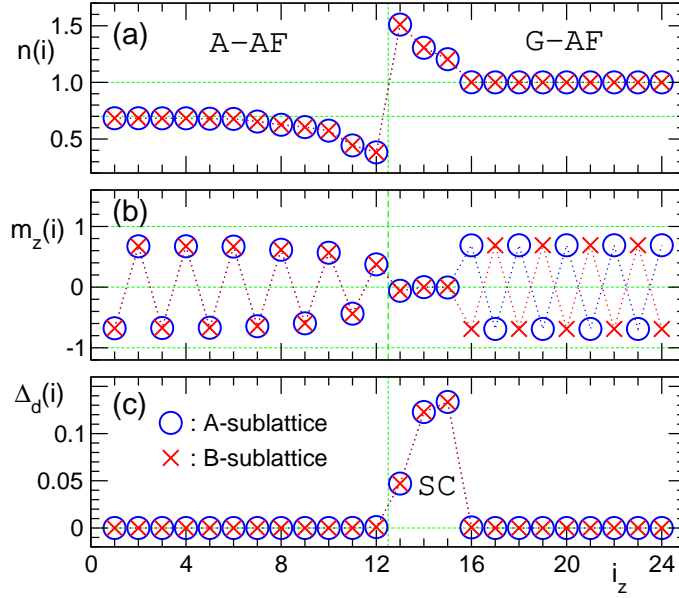 (a) A-AF G-AF
n(i)
1.5
1.0
0.5
(b)
m_z(i)
1
0
-1
(c)
Δ_d(i)
0.1
0.05
0
: A-sublattice
: B-sublattice
SC
0 4 8 12 16 20 24
i_z